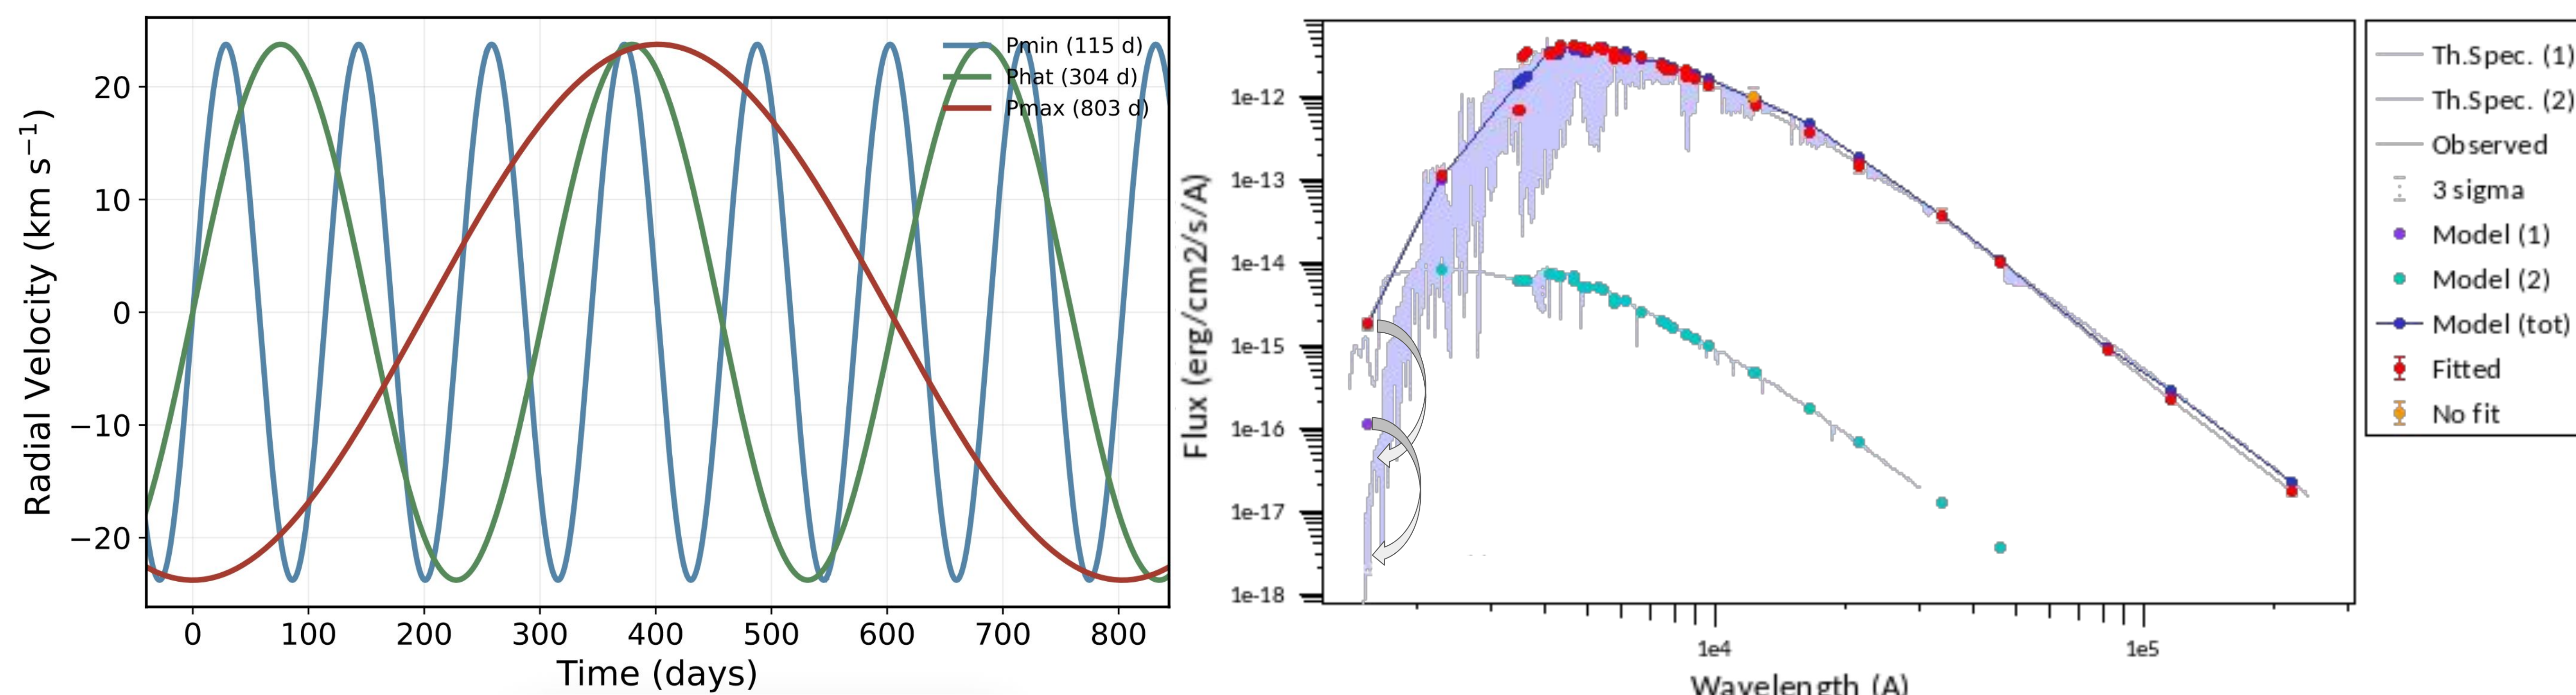 Radial Velocity (km s⁻¹)
20
10
0
−10
−20
Pmin (115 d)
Phat (304 d)
Pmax (803 d)
0 100 200 300 400 500 600 700 800
Time (days)
Flux (erg/cm2/s/A)
1e-12
1e-13
1e-14
1e-15
1e-16
1e-17
1e-18
1e4 1e5
Wavelength (A)
Th.Spec. (1)
Th.Spec. (2)
Observed
3 sigma
Model (1)
Model (2)
Model (tot)
Fitted
No fit